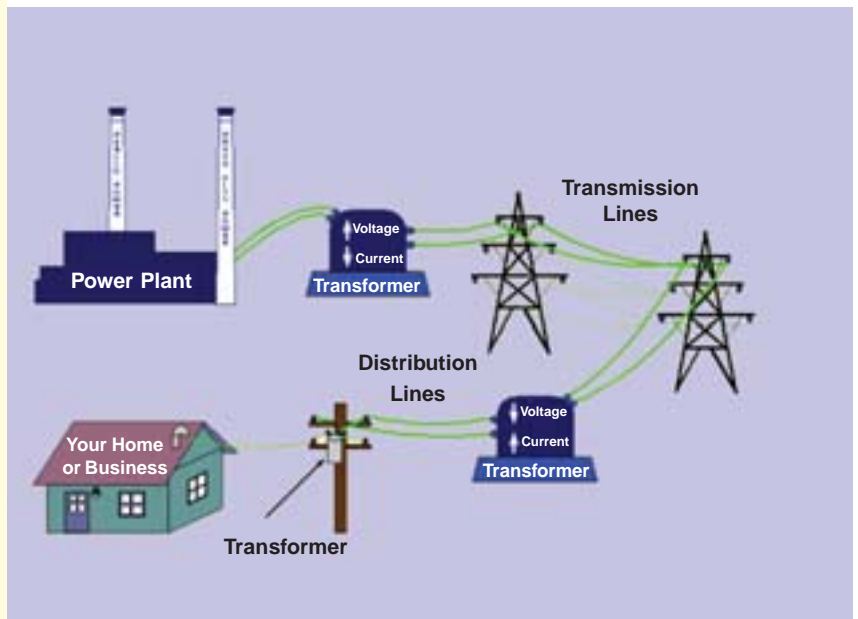 Transmission
Lines
Voltage
Current
Power Plant
Transformer
Distribution
Lines
Voltage
Current
Your Home
or Business
Transformer
Transformer